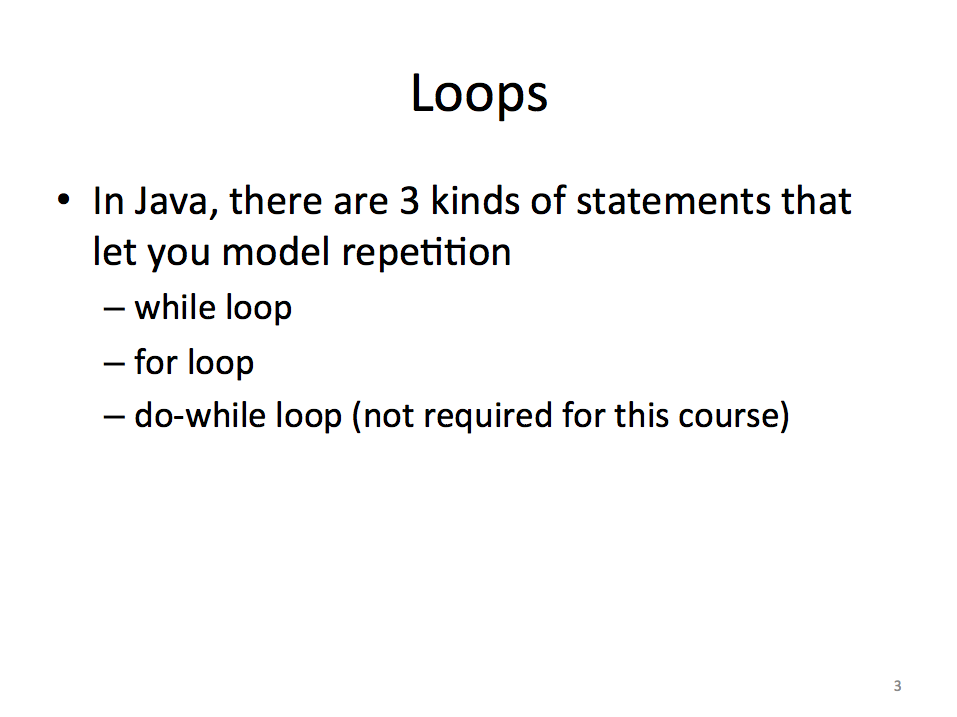 Loops
• In Java, there are 3 kinds of statements that
let you model repetition
– while loop
– for loop
– do-while loop (not required for this course)
3